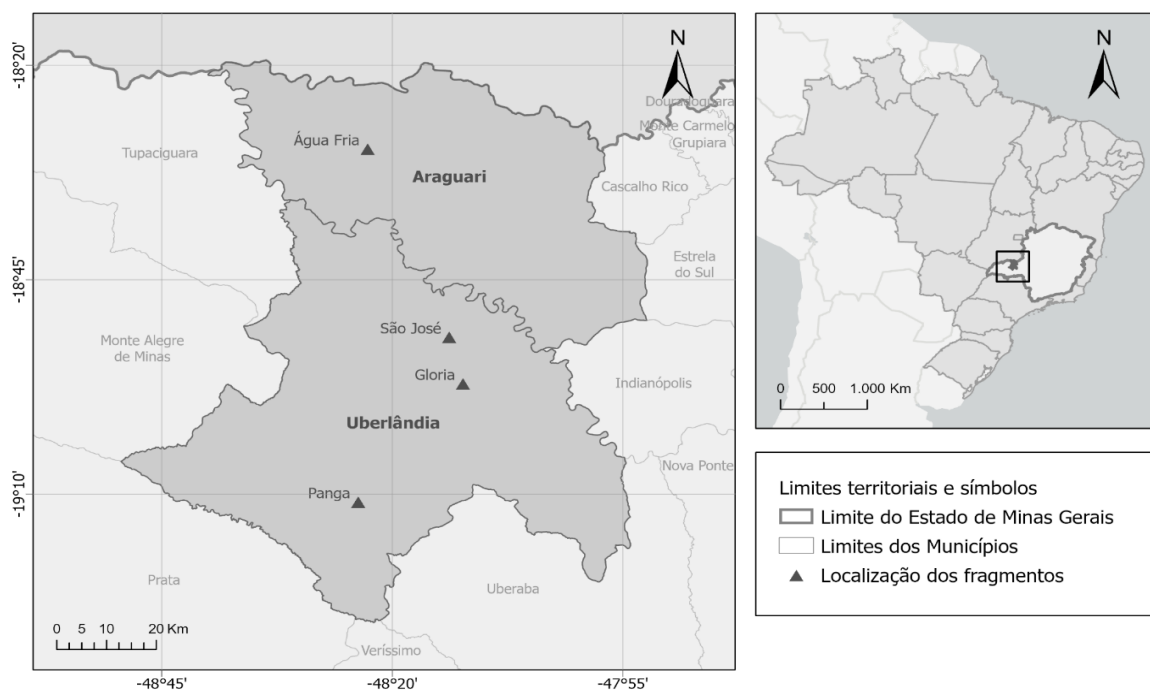 N
-18°20'
Douradoquara
Monte Carmelo
Grupiara
Água Fria
Tupaciguara
Araguari
Cascalho Rico
Estrela
do Sul
-18°45'
São José
Monte Alegre
de Minas
Gloria
Indianópolis
Uberlândia
Nova Ponte
Panga
-19°10'
Prata
Uberaba
0 5 10 20 Km
Veríssimo
-48°45' -48°20' -47°55'
N
0 500 1.000 Km
Limites territoriais e símbolos
Limite do Estado de Minas Gerais
Limites dos Municípios
Localização dos fragmentos